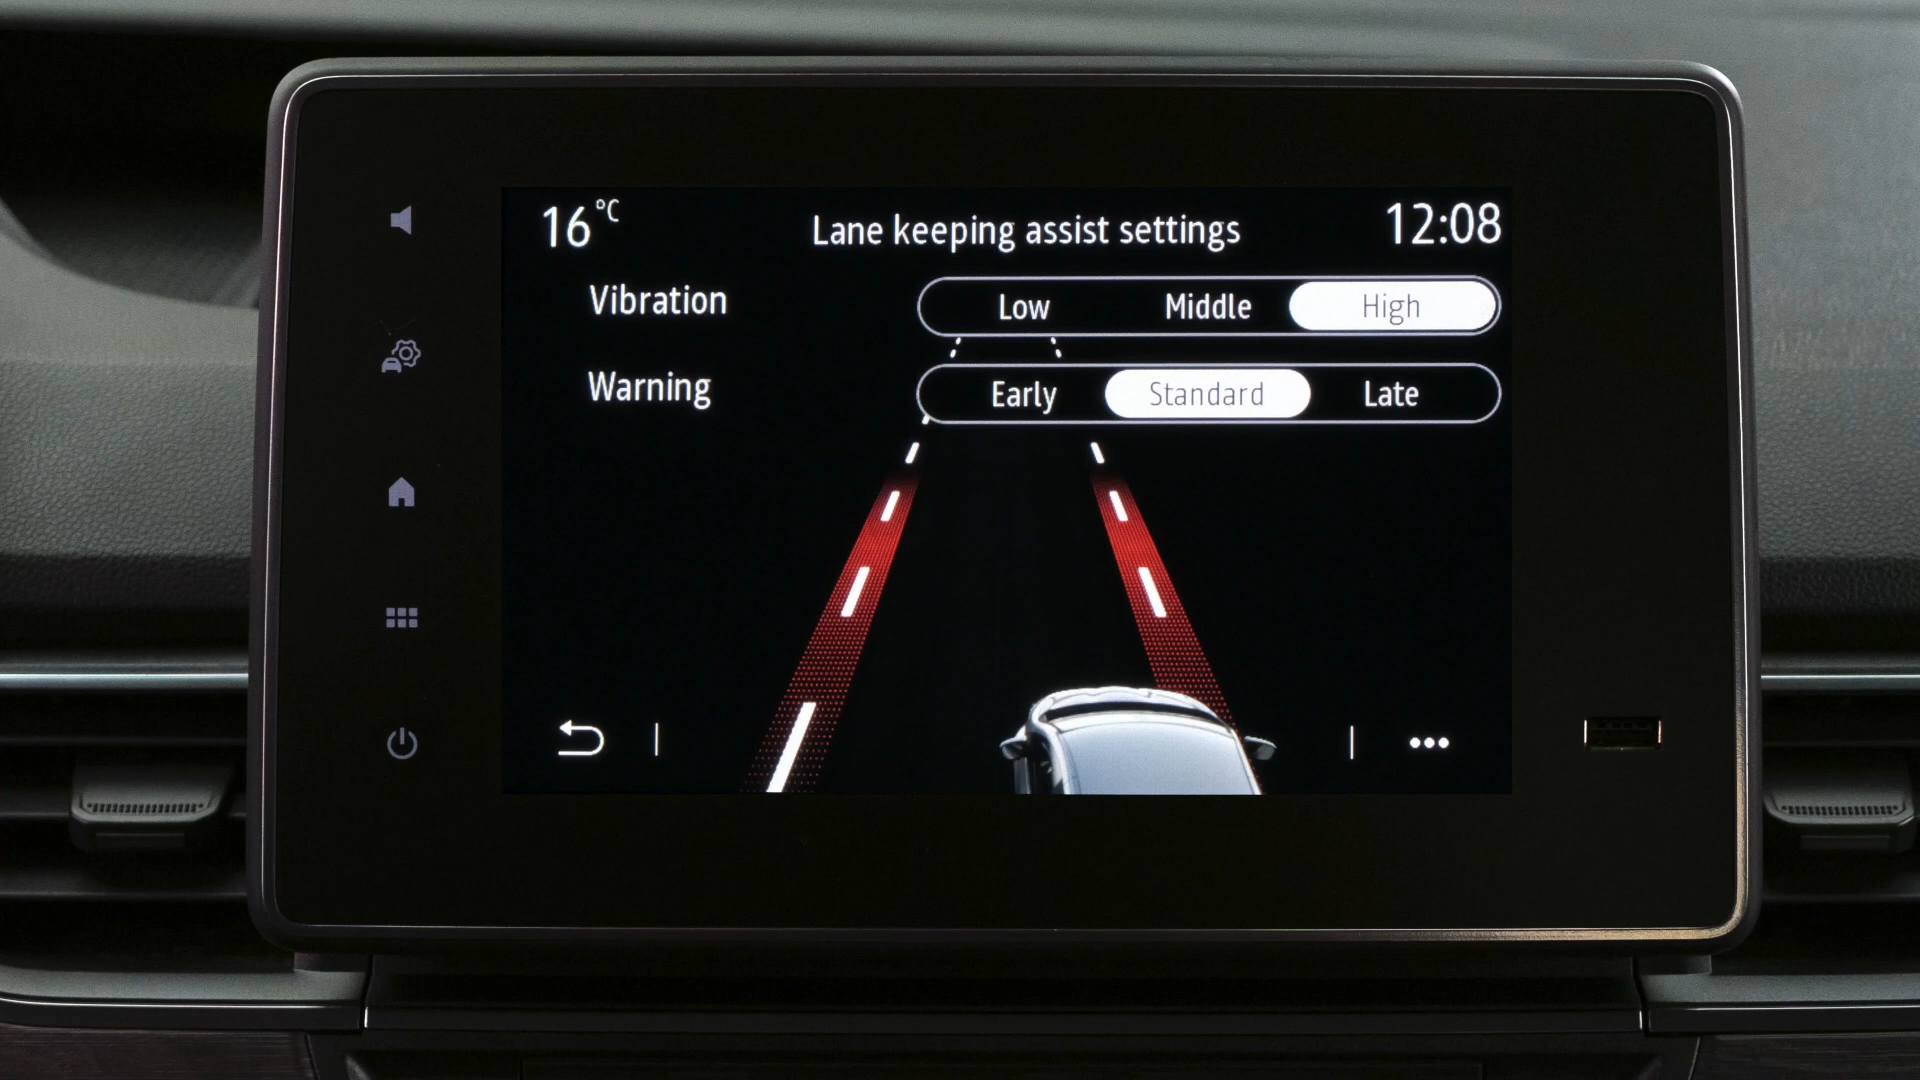 16 °C Lane keeping assist settings 12:08
Vibration Low Middle High
Warning Early Standard Late